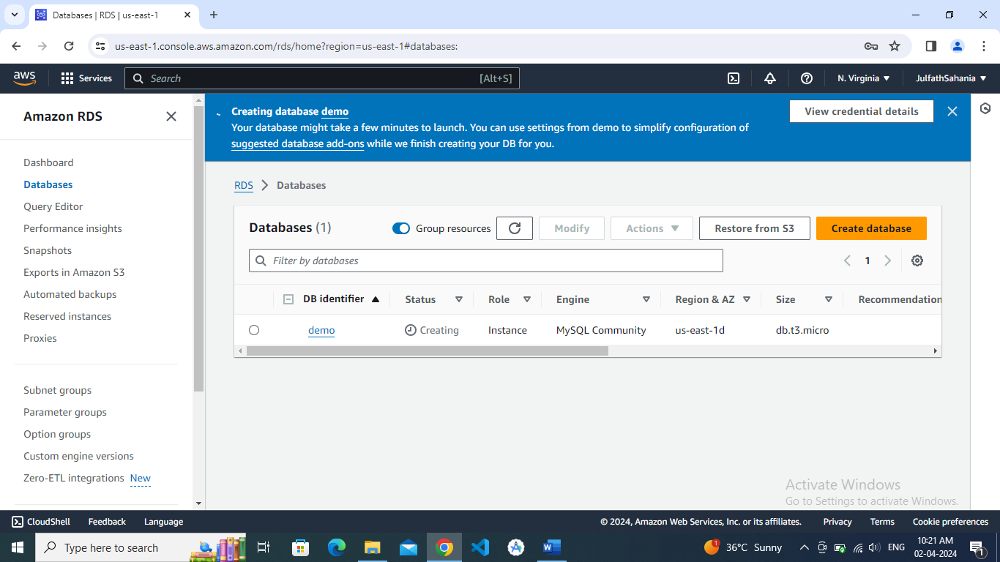 Databases | RDS | us-east-1
us-east-1.console.aws.amazon.com/rds/home?region=us-east-1#databases:
aws
Services
Search
[Alt+S]
N. Virginia
JulfathSahania
Amazon RDS
Dashboard
Databases
Query Editor
Performance insights
Snapshots
Exports in Amazon S3
Automated backups
Reserved instances
Proxies
Subnet groups
Parameter groups
Option groups
Custom engine versions
Zero-ETL integrations New
Creating database demo
Your database might take a few minutes to launch. You can use settings from demo to simplify configuration of
suggested database add-ons while we finish creating your DB for you.
View credential details
RDS
Databases
Databases (1)
Group resources
Modify
Actions
Restore from S3
Create database
Filter by databases
1
DB identifier
Status
Role
Engine
Region & AZ
Size
Recommendation
demo
Creating
Instance
MySQL Community
us-east-1d
db.t3.micro
Activate Windows
Go to Settings to activate Windows.
CloudShell
Feedback
Language
© 2024, Amazon Web Services, Inc. or its affiliates.
Privacy
Terms
Cookie preferences
Type here to search
1
36°C Sunny
ENG
10:21 AM
02-04-2024
1